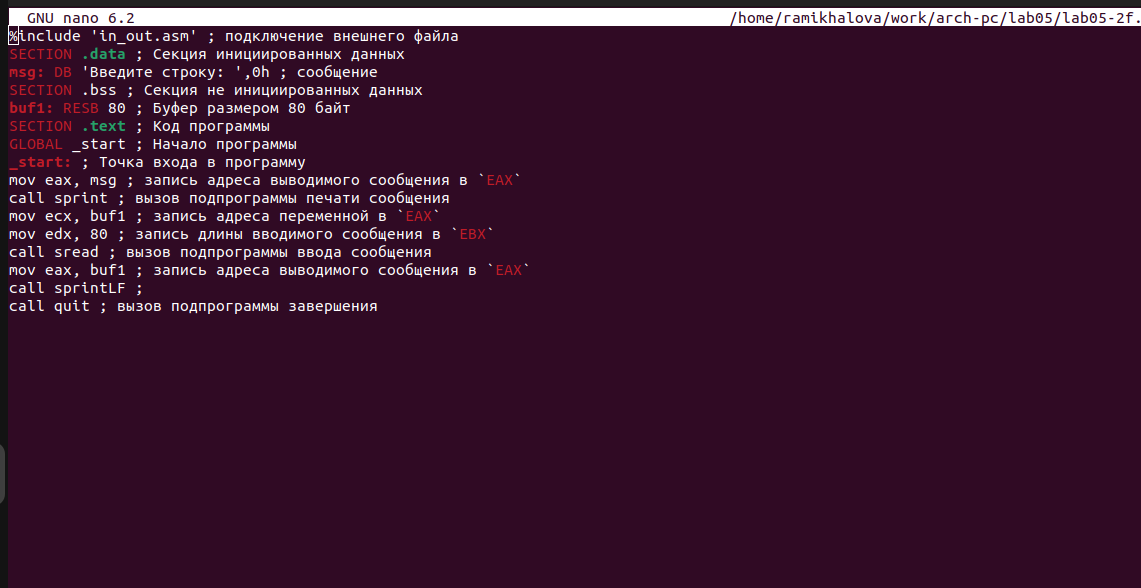 GNU nano 6.2 /home/ramikhalova/work/arch-pc/lab05/lab05-2f.
%include 'in_out.asm' ; подключение внешнего файла
SECTION .data ; Секция инициированных данных
msg: DB 'Введите строку: ',0h ; сообщение
SECTION .bss ; Секция не инициированных данных
buf1: RESB 80 ; Буфер размером 80 байт
SECTION .text ; Код программы
GLOBAL _start ; Начало программы
_start: ; Точка входа в программу
mov eax, msg ; запись адреса выводимого сообщения в `EAX`
call sprint ; вызов подпрограммы печати сообщения
mov ecx, buf1 ; запись адреса переменной в `EAX`
mov edx, 80 ; запись длины вводимого сообщения в `EBX`
call sread ; вызов подпрограммы ввода сообщения
mov eax, buf1 ; запись адреса выводимого сообщения в `EAX`
call sprintLF ;
call quit ; вызов подпрограммы завершения